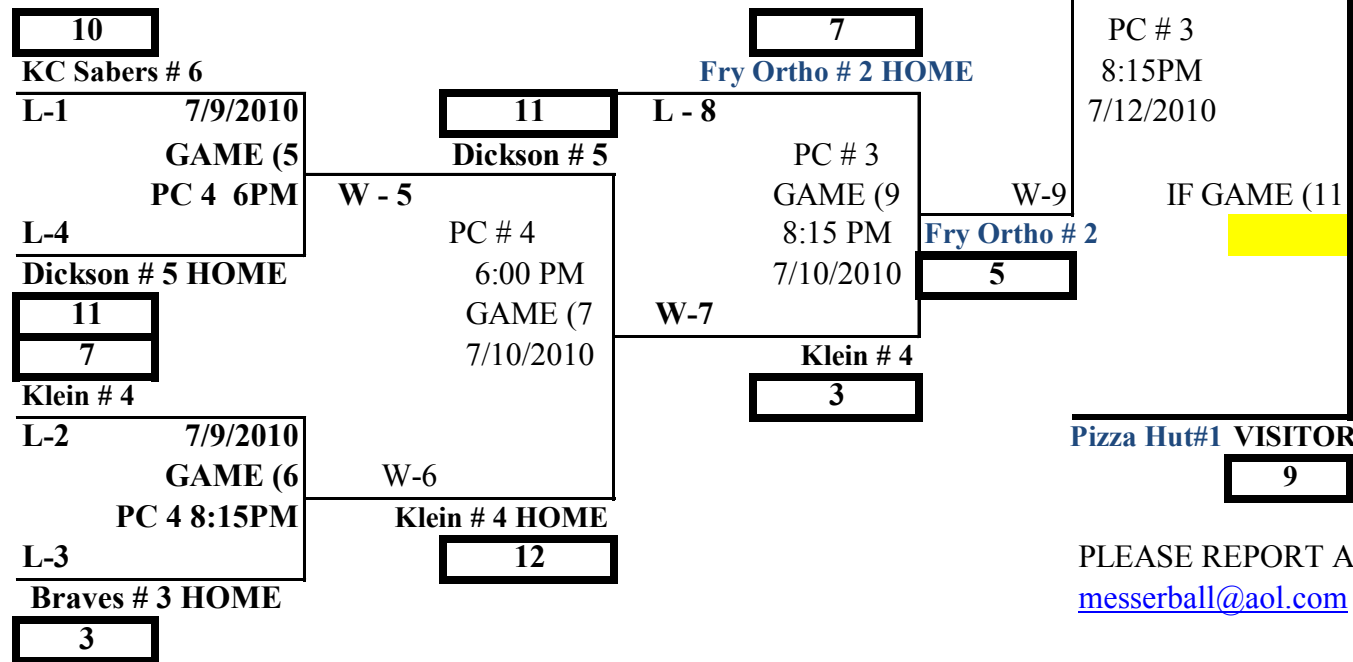 10
KC Sabers # 6
L-1 7/9/2010
GAME (5
PC 4 6PM
L-4
Dickson # 5 HOME
11
7
Klein # 4
L-2 7/9/2010
GAME (6
PC 4 8:15PM
L-3
Braves # 3 HOME
3
11
Dickson # 5
W - 5
PC # 4
6:00 PM
GAME (7
7/10/2010
W-6
Klein # 4 HOME
12
7
Fry Ortho # 2 HOME
L - 8
PC # 3
GAME (9
8:15 PM
7/10/2010
W-7
Klein # 4
3
W-9
Fry Ortho # 2
5
PC # 3
8:15PM
7/12/2010
IF GAME (11
Pizza Hut#1 VISITOR
9
PLEASE REPORT A
messerball@aol.com